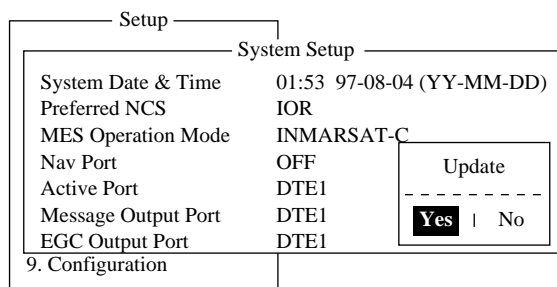 Setup
System Setup
System Date & Time 01:53 97-08-04 (YY-MM-DD)
Preferred NCS IOR
MES Operation Mode INMARSAT-C
Nav Port OFF
Active Port DTE1
Message Output Port DTE1
EGC Output Port DTE1
Update
Yes | No
9. Configuration